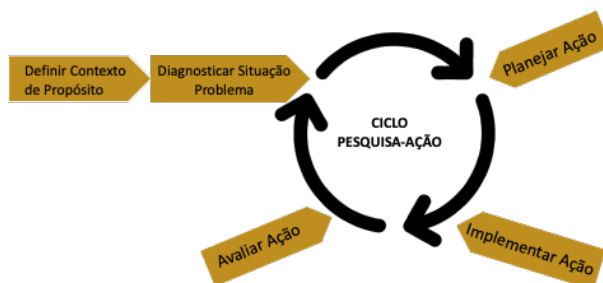 Definir Contexto
de Propósito
Diagnosticar Situação
Problema
Planejar Ação
CICLO
PESQUISA-AÇÃO
Avaliar Ação
Implementar Ação